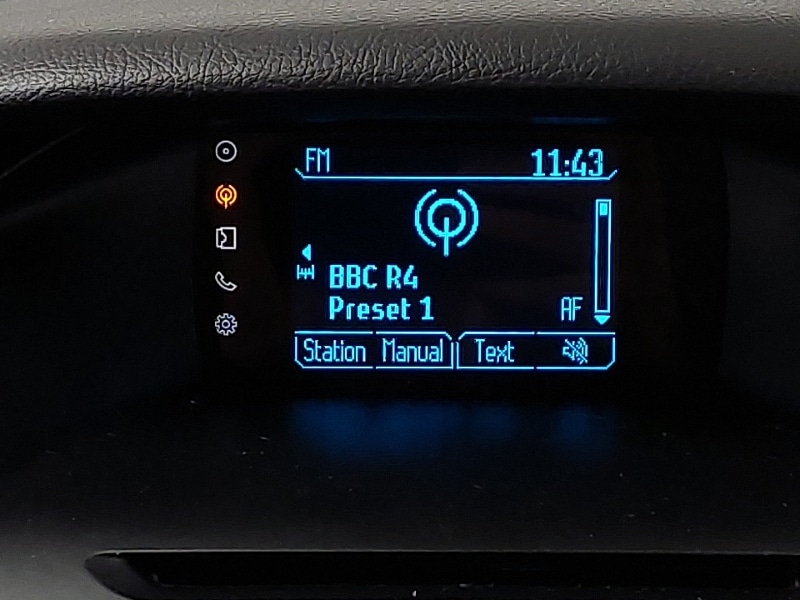 FM 11:43
BBC R4
Preset 1 AF
Station Manual Text